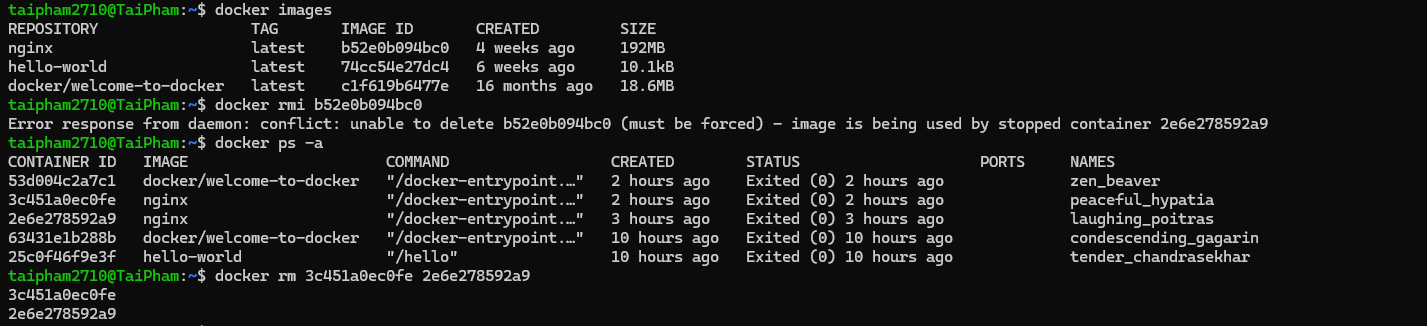 taipham2710@TaiPham:~$ docker images
REPOSITORY TAG IMAGE ID CREATED SIZE
nginx latest b52e0b094bc0 4 weeks ago 192MB
hello-world latest 74cc54e27dc4 6 weeks ago 10.1kB
docker/welcome-to-docker latest c1f619b6477e 16 months ago 18.6MB
taipham2710@TaiPham:~$ docker rmi b52e0b094bc0
Error response from daemon: conflict: unable to delete b52e0b094bc0 (must be forced) - image is being used by stopped container 2e6e278592a9
taipham2710@TaiPham:~$ docker ps -a
CONTAINER ID IMAGE COMMAND CREATED STATUS PORTS NAMES
53d004c2a7c1 docker/welcome-to-docker "/docker-entrypoint.…" 2 hours ago Exited (0) 2 hours ago zen_beaver
3c451a0ec0fe nginx "/docker-entrypoint.…" 2 hours ago Exited (0) 2 hours ago peaceful_hypatia
2e6e278592a9 nginx "/docker-entrypoint.…" 3 hours ago Exited (0) 3 hours ago laughing_poitras
63431e1b288b docker/welcome-to-docker "/docker-entrypoint.…" 10 hours ago Exited (0) 10 hours ago condescending_gagarin
25c0f46f9e3f hello-world "/hello" 10 hours ago Exited (0) 10 hours ago tender_chandrasekhar
taipham2710@TaiPham:~$ docker rm 3c451a0ec0fe 2e6e278592a9
3c451a0ec0fe
2e6e278592a9